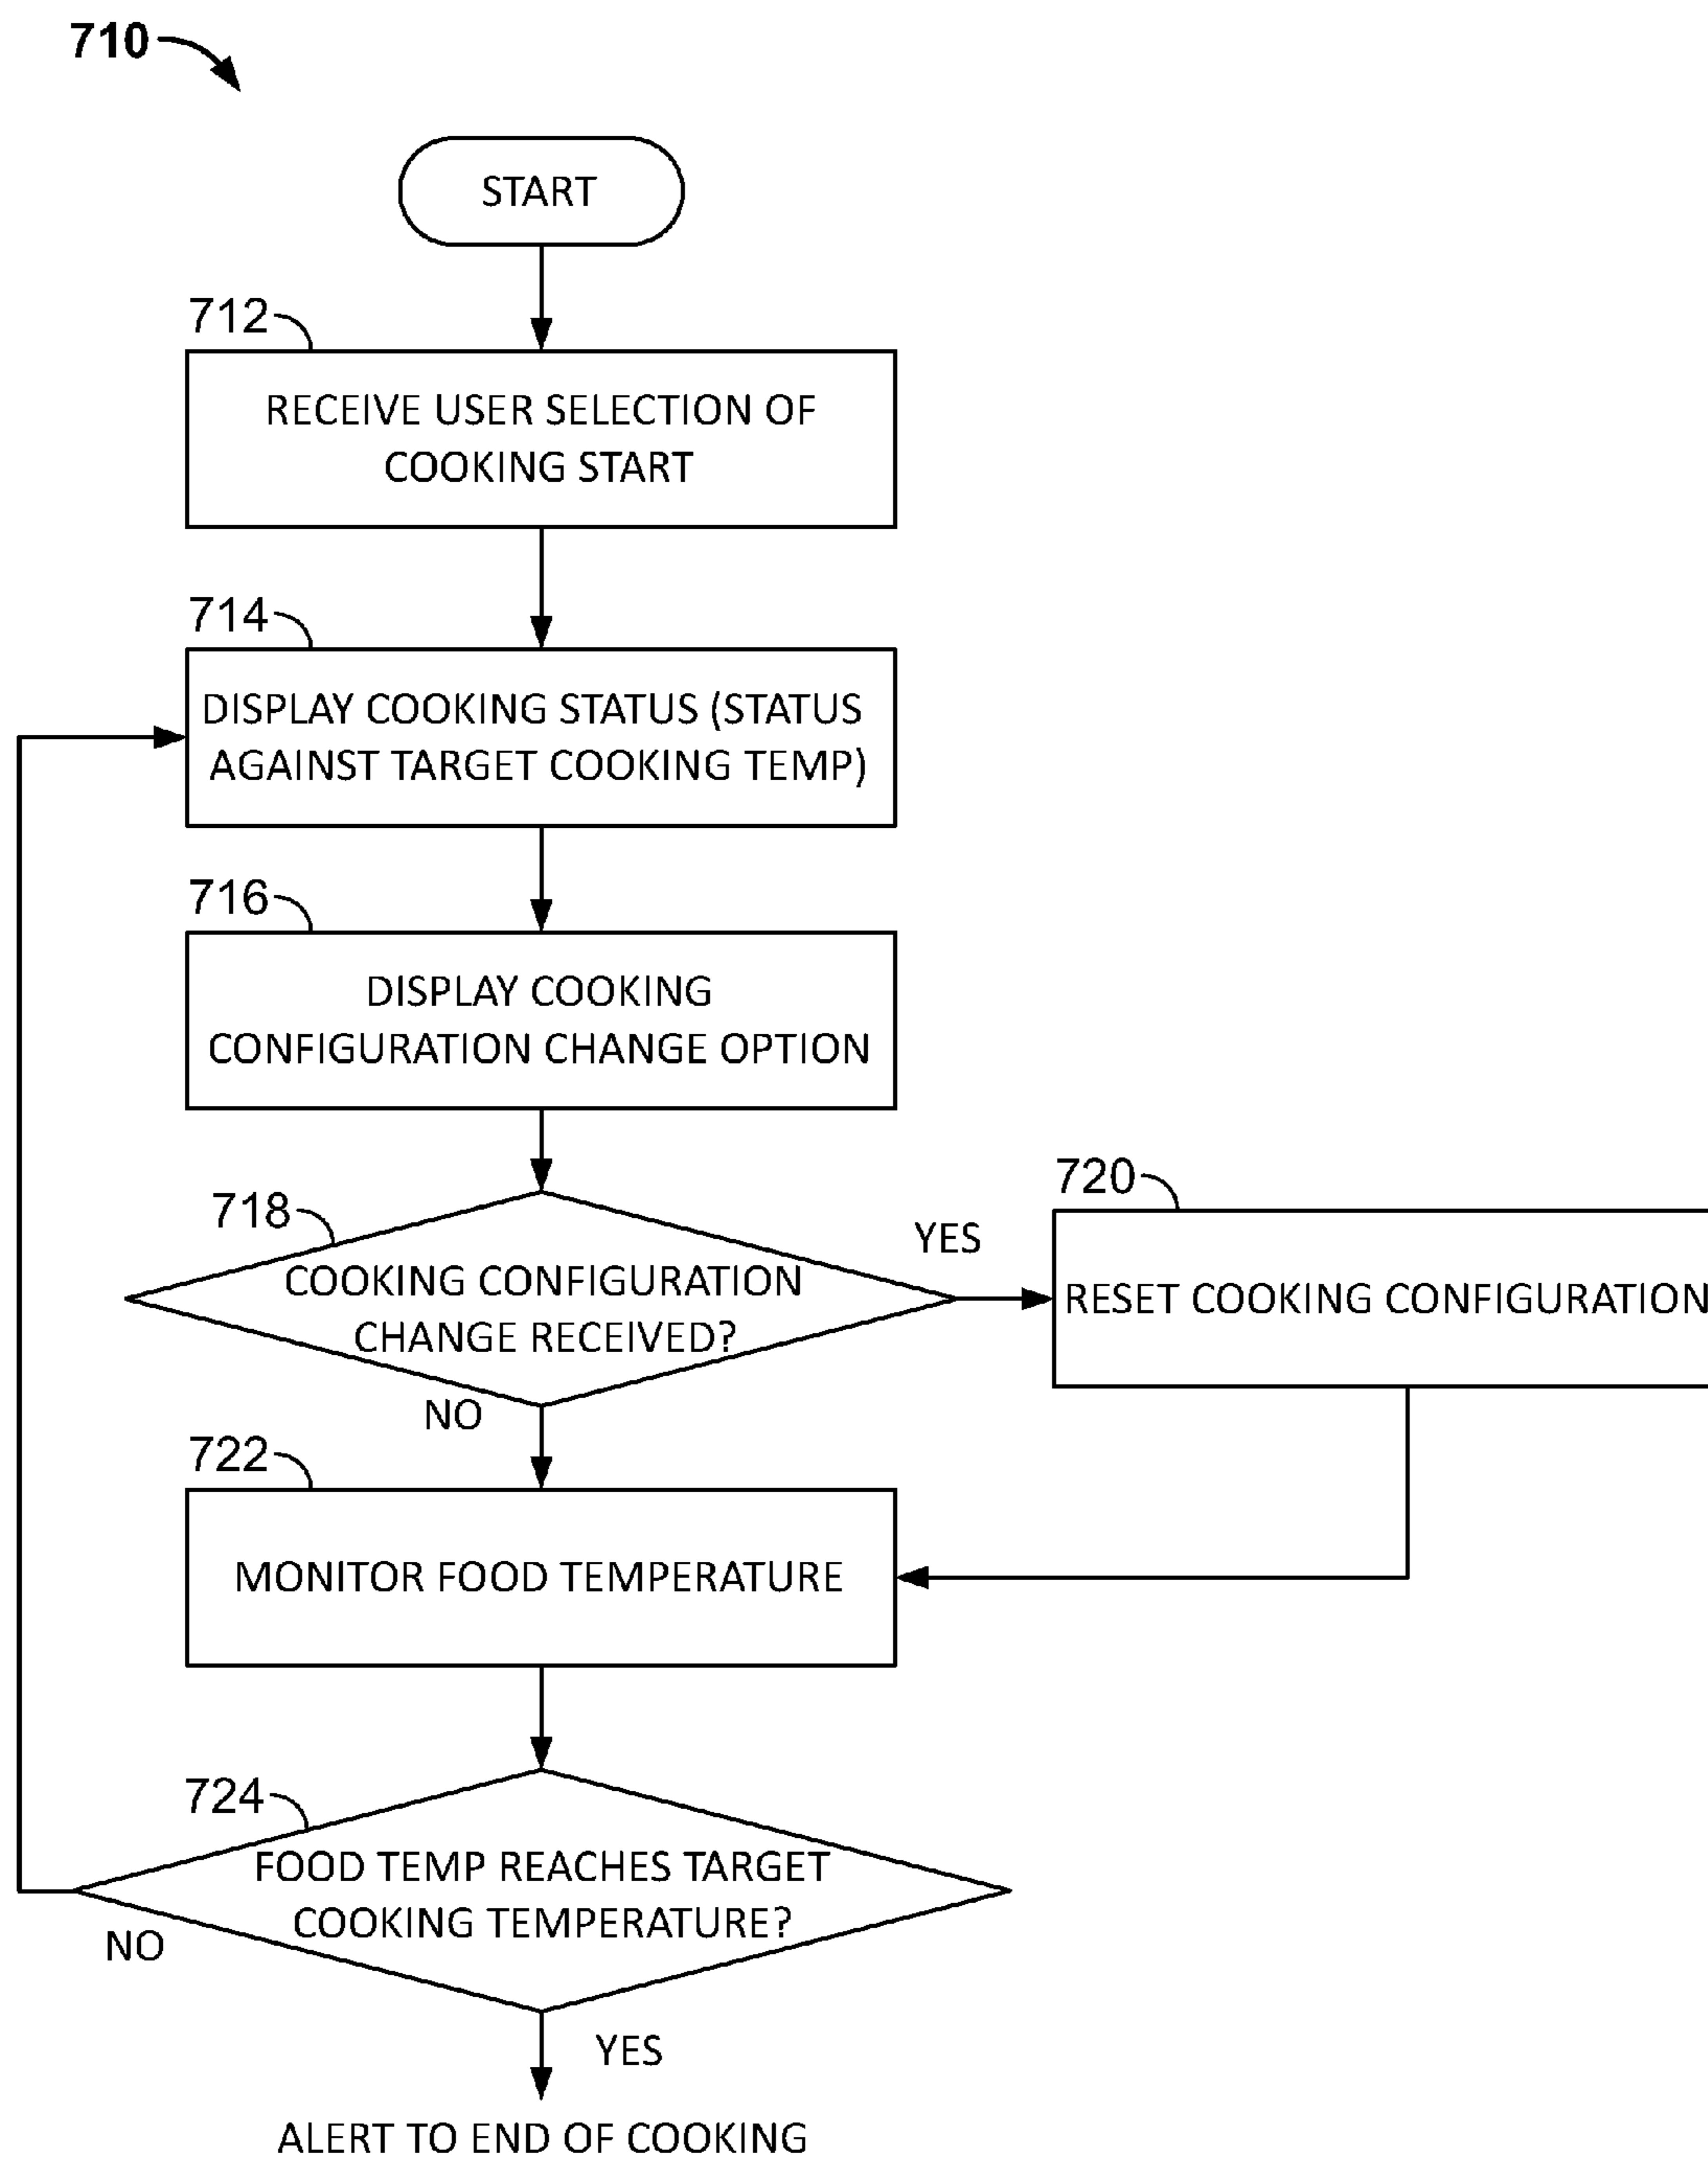 710
START
712
RECEIVE USER SELECTION OF
COOKING START
714
DISPLAY COOKING STATUS (STATUS
AGAINST TARGET COOKING TEMP)
716
DISPLAY COOKING
CONFIGURATION CHANGE OPTION
718
COOKING CONFIGURATION
CHANGE RECEIVED?
YES
720
RESET COOKING CONFIGURATION
NO
722
MONITOR FOOD TEMPERATURE
724
FOOD TEMP REACHES TARGET
COOKING TEMPERATURE?
NO
YES
ALERT TO END OF COOKING